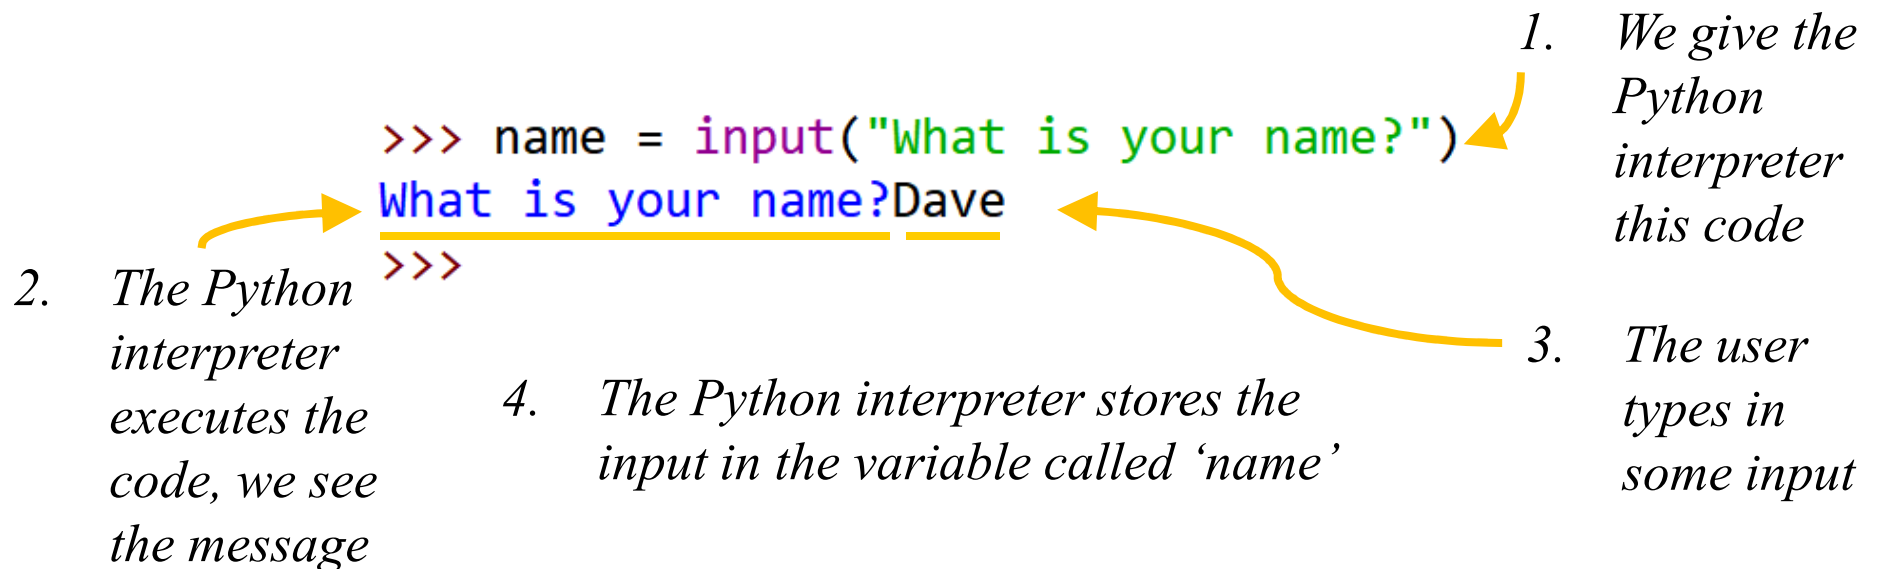 1. We give the
Python
interpreter
this code
>>> name = input("What is your name?")
What is your name?Dave
>>>
2. The Python
interpreter
executes the
code, we see
the message
3. The user
types in
some input
4. The Python interpreter stores the
input in the variable called ‘name’